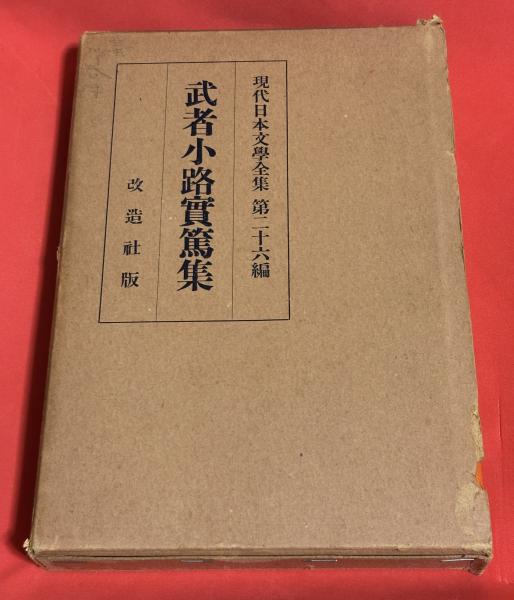 現代日本文學全集 第二十六編
武者小路實篤集
改造社版